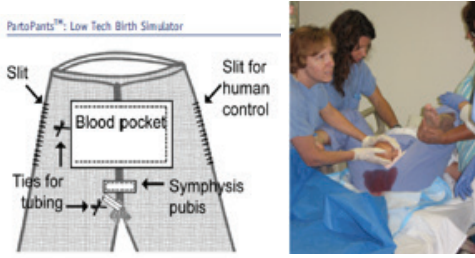 PartoPants™: Low Tech Birth Simulator
Slit
Slit for
human
control
Blood pocket
Ties for
tubing
Symphysis
pubis